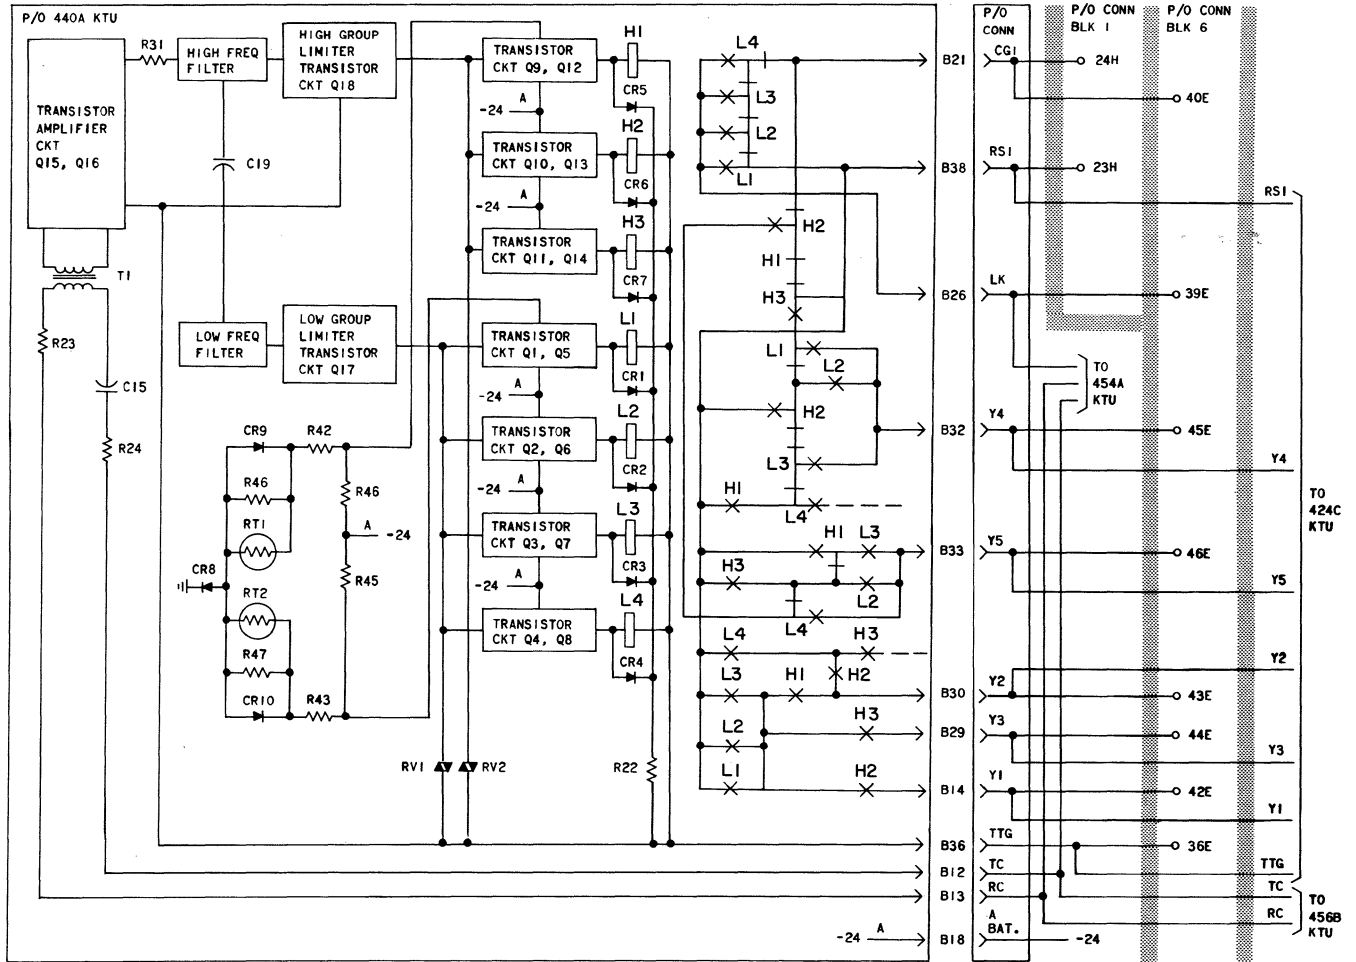 P/O 440A KTU
TRANSISTOR
AMPLIFIER
CKT
Q15, Q16
R31
HIGH FREQ
FILTER
HIGH GROUP
LIMITER
TRANSISTOR
CKT Q18
C19
T1
R23
C15
R24
LOW FREQ
FILTER
LOW GROUP
LIMITER
TRANSISTOR
CKT Q17
CR9
R42
R46
R46
RT1
A
-24
CR8
R45
RT2
R47
CR10
R43
RV1
RV2
TRANSISTOR
CKT Q9, Q12
H1
A
-24
CR5
TRANSISTOR
CKT Q10, Q13
H2
A
-24
CR6
TRANSISTOR
CKT Q11, Q14
H3
CR7
TRANSISTOR
CKT Q1, Q5
L1
A
-24
CR1
TRANSISTOR
CKT Q2, Q6
L2
A
-24
CR2
TRANSISTOR
CKT Q3, Q7
L3
A
-24
CR3
TRANSISTOR
CKT Q4, Q8
L4
CR4
R22
L4
L3
L2
L1
H2
H1
H3
L1
L2
H2
L3
H1
L4
H1
L3
H3
L2
L4
L4
H3
L3
H1
H2
L2
H3
L1
H2
-24
A
B21
B38
B26
B32
B33
B30
B29
B14
B36
B12
B13
B18
P/O
CONN
CG1
RS1
LK
Y4
Y5
Y2
Y3
Y1
TTG
TC
RC
A
BAT.
-24
P/O CONN
BLK 1
24H
23H
P/O CONN
BLK 6
40E
39E
TO
454A
KTU
45E
46E
43E
44E
42E
36E
RS1
Y4
Y5
Y2
Y3
Y1
TTG
TC
RC
TO
424C
KTU
TO
456B
KTU